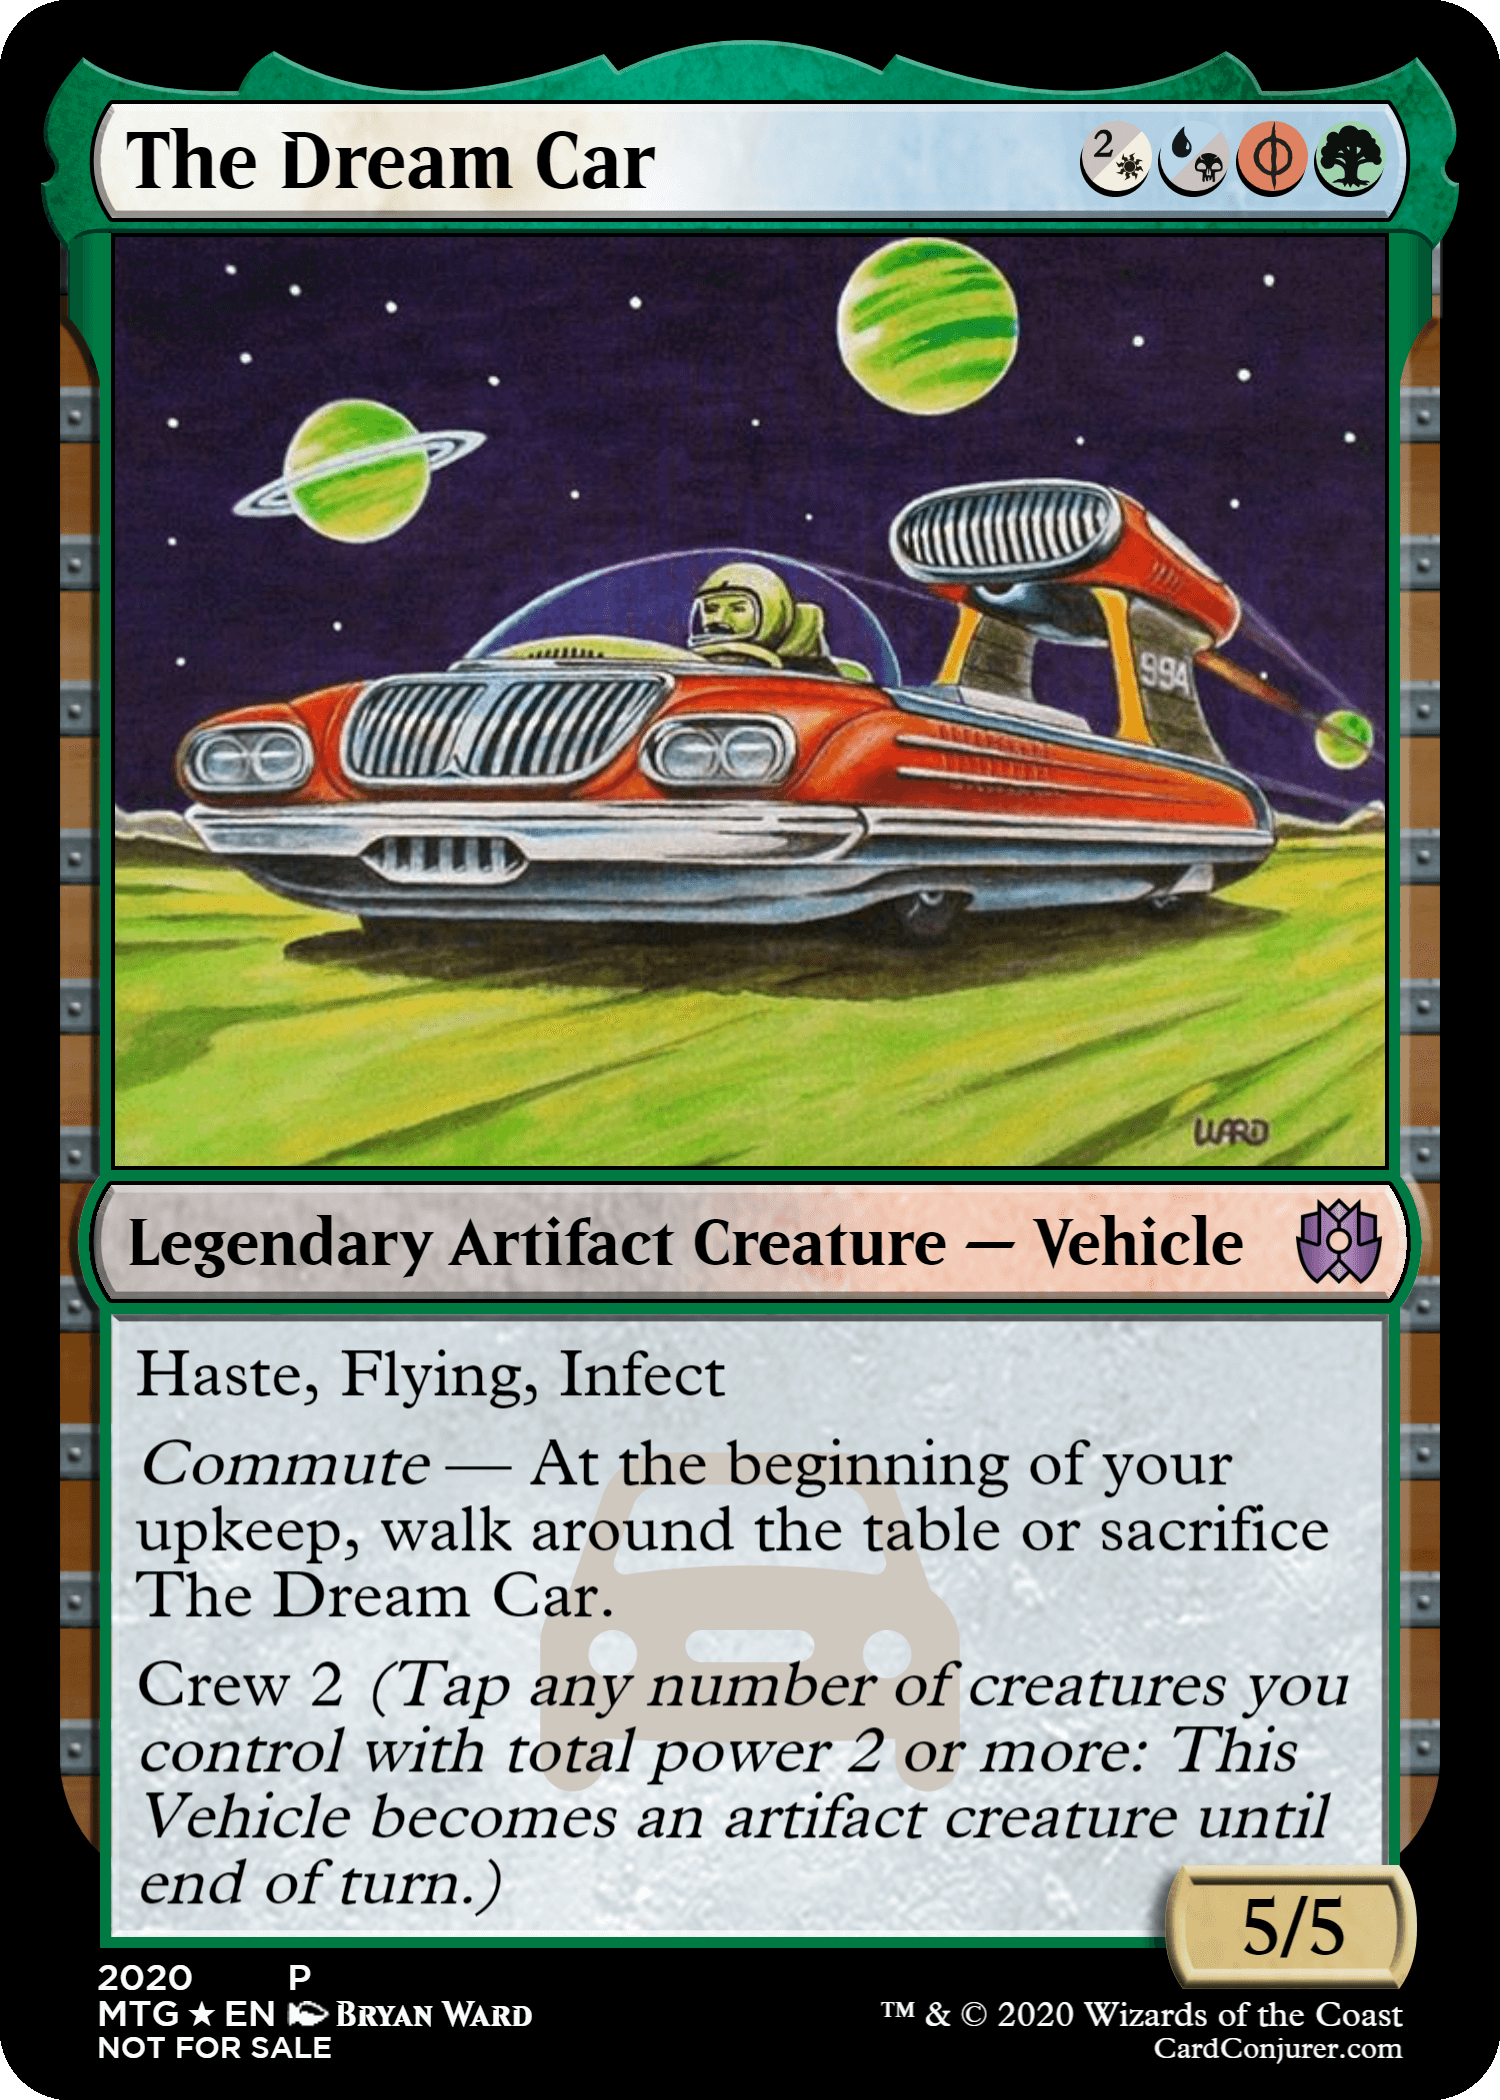 The Dream Car 2
994
WARD
Legendary Artifact Creature — Vehicle
Haste, Flying, Infect
Commute — At the beginning of your
upkeep, walk around the table or sacrifice
The Dream Car.
Crew 2 (Tap any number of creatures you
control with total power 2 or more: This
Vehicle becomes an artifact creature until
end of turn.)
5/5
2020 P
MTG ★ EN BRYAN WARD
NOT FOR SALE
™ & © 2020 Wizards of the Coast
CardConjurer.com